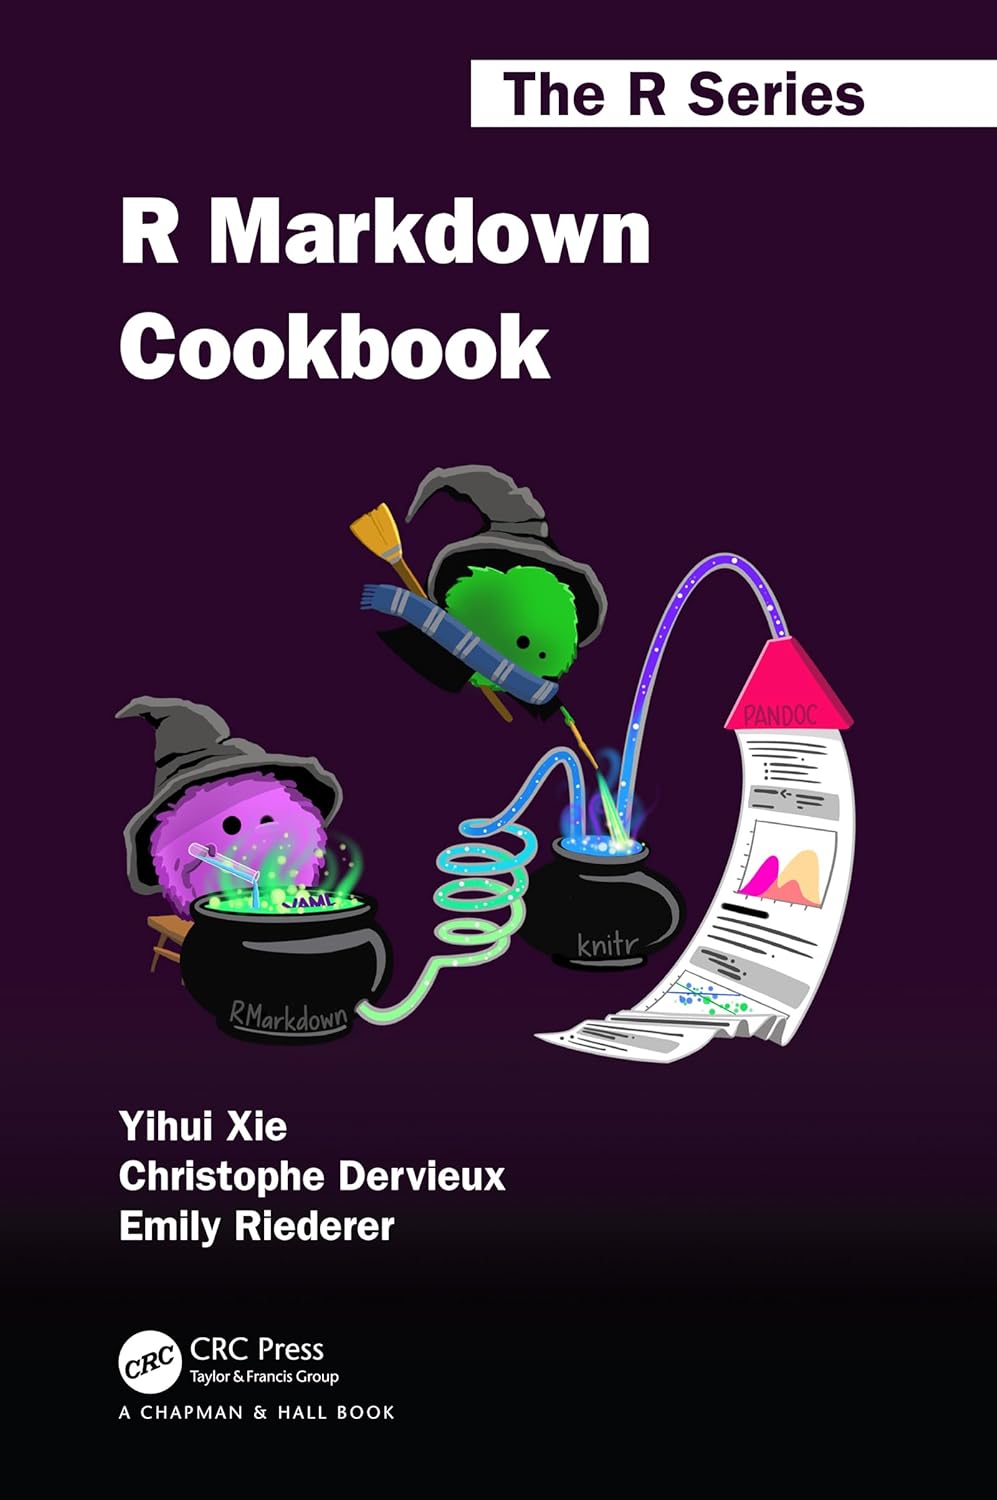 The R Series
R Markdown
Cookbook
PANDOC
YAML
knitr
RMarkdown
Yihui Xie
Christophe Dervieux
Emily Riederer
CRC
CRC Press
Taylor & Francis Group
A CHAPMAN & HALL BOOK